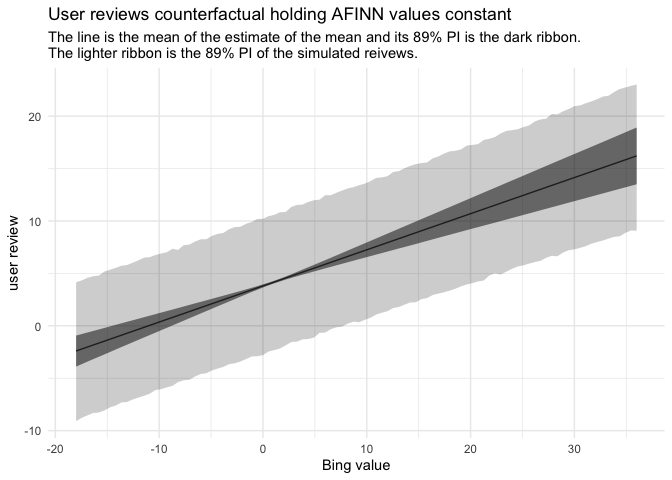 User reviews counterfactual holding AFINN values constant
The line is the mean of the estimate of the mean and its 89% PI is the dark ribbon.
The lighter ribbon is the 89% PI of the simulated reivews.
20
10
0
-10
user review
-20 -10 0 10 20 30
Bing value